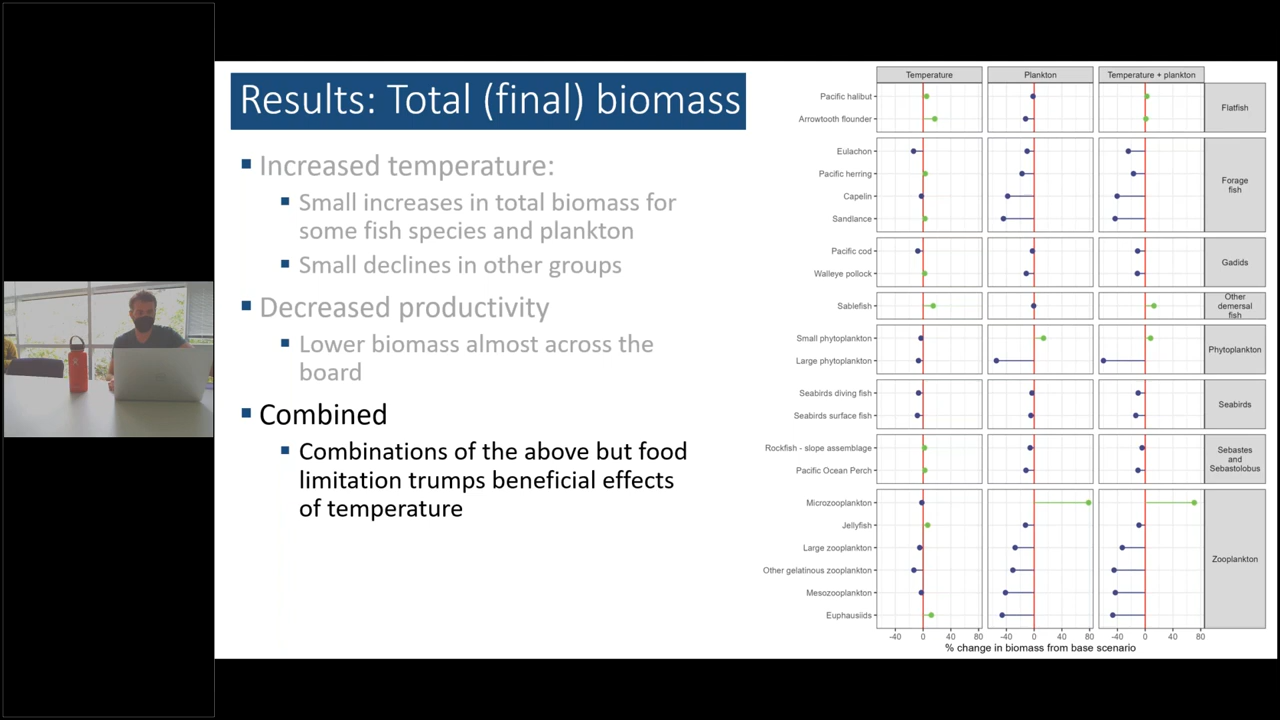 Results: Total (final) biomass
Increased temperature:
Small increases in total biomass for
some fish species and plankton
Small declines in other groups
Decreased productivity
Lower biomass almost across the
board
Combined
Combinations of the above but food
limitation trumps beneficial effects
of temperature
Temperature
Plankton
Temperature + plankton
Pacific halibut
Arrowtooth flounder
Flatfish
Eulachon
Pacific herring
Capelin
Sandlance
Forage
fish
Pacific cod
Walleye pollock
Gadids
Sablefish
Other
demersal
fish
Small phytoplankton
Large phytoplankton
Phytoplankton
Seabirds diving fish
Seabirds surface fish
Seabirds
Rockfish - slope assemblage
Pacific Ocean Perch
Sebastes
and
Sebastolobus
Microzooplankton
Jellyfish
Large zooplankton
Other gelatinous zooplankton
Mesozooplankton
Euphausiids
Zooplankton
-40 0 40 80 -40 0 40 80 -40 0 40 80
% change in biomass from base scenario